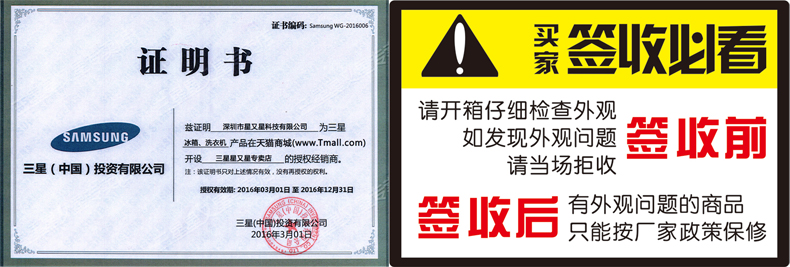 证书编码: Samsung WG-2016006
证明书
SAMSUNG
三星（中国）投资有限公司
兹证明 深圳市星又星科技有限公司 为三星
冰箱、洗衣机 产品在天猫商城(www.Tmall.com)
开设 三星星又星专卖店 的授权经销商。
注：该证明书只对上述情况有效，没有再授权的权利。
授权有效期: 2016年03月01日 至 2016年12月31日
三星(中国)投资有限公司
2016年3月01日
买家 签收必看
请开箱仔细检查外观
如发现外观问题
请当场拒收
签收前
签收后
有外观问题的商品
只能按厂家政策保修